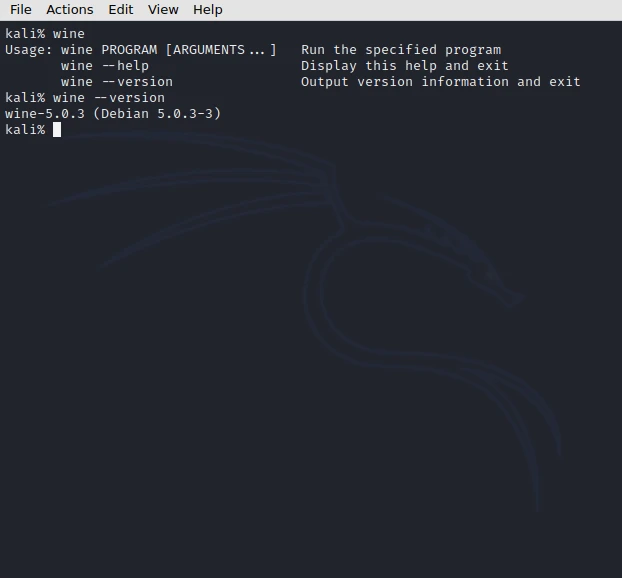 File Actions Edit View Help
kali% wine
Usage: wine PROGRAM [ARGUMENTS...]   Run the specified program
       wine --help                   Display this help and exit
       wine --version                Output version information and exit
kali% wine --version
wine-5.0.3 (Debian 5.0.3-3)
kali%